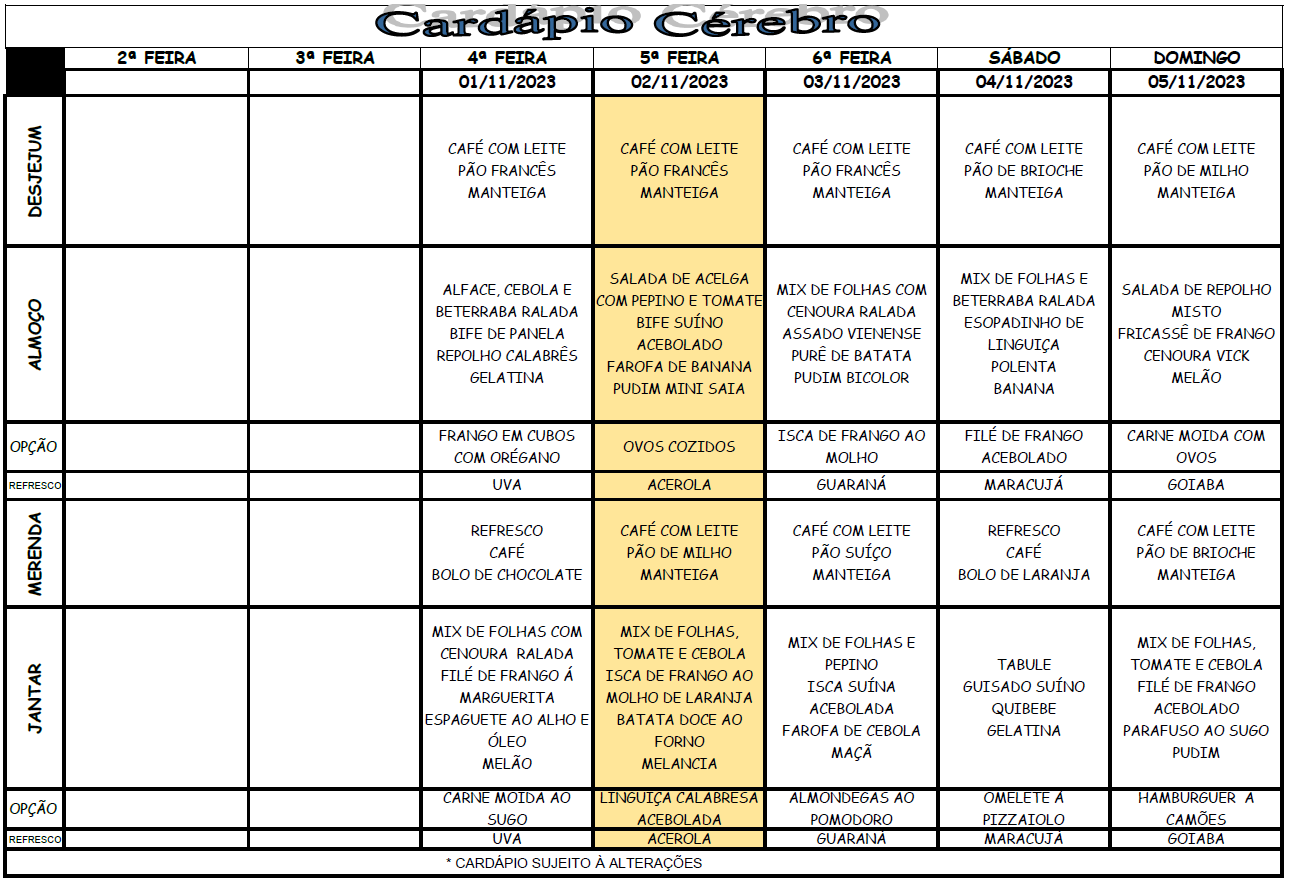 Cardápio Cérebro
2ª FEIRA 3ª FEIRA 4ª FEIRA 5ª FEIRA 6ª FEIRA SÁBADO DOMINGO
01/11/2023 02/11/2023 03/11/2023 04/11/2023 05/11/2023
DESJEJUM
CAFÉ COM LEITE
PÃO FRANCÊS
MANTEIGA
CAFÉ COM LEITE
PÃO FRANCÊS
MANTEIGA
CAFÉ COM LEITE
PÃO FRANCÊS
MANTEIGA
CAFÉ COM LEITE
PÃO DE BRIOCHE
MANTEIGA
CAFÉ COM LEITE
PÃO DE MILHO
MANTEIGA
ALMOÇO
ALFACE, CEBOLA E
BETERRABA RALADA
BIFE DE PANELA
REPOLHO CALABRÊS
GELATINA
SALADA DE ACELGA
COM PEPINO E TOMATE
BIFE SUÍNO
ACEBOLADO
FAROFA DE BANANA
PUDIM MINI SAIA
MIX DE FOLHAS COM
CENOURA RALADA
ASSADO VIENENSE
PURÊ DE BATATA
PUDIM BICOLOR
MIX DE FOLHAS E
BETERRABA RALADA
ESOPADINHO DE
LINGUIÇA
POLENTA
BANANA
SALADA DE REPOLHO
MISTO
FRICASSÊ DE FRANGO
CENOURA VICK
MELÃO
OPÇÃO
FRANGO EM CUBOS
COM ORÉGANO
OVOS COZIDOS
ISCA DE FRANGO AO
MOLHO
FILÉ DE FRANGO
ACEBOLADO
CARNE MOIDA COM
OVOS
REFRESCO UVA ACEROLA GUARANÁ MARACUJÁ GOIABA
MERENDA
REFRESCO
CAFÉ
BOLO DE CHOCOLATE
CAFÉ COM LEITE
PÃO DE MILHO
MANTEIGA
CAFÉ COM LEITE
PÃO SUÍÇO
MANTEIGA
REFRESCO
CAFÉ
BOLO DE LARANJA
CAFÉ COM LEITE
PÃO DE BRIOCHE
MANTEIGA
JANTAR
MIX DE FOLHAS COM
CENOURA RALADA
FILÉ DE FRANGO Á
MARGUERITA
ESPAGUETE AO ALHO E
ÓLEO
MELÃO
MIX DE FOLHAS,
TOMATE E CEBOLA
ISCA DE FRANGO AO
MOLHO DE LARANJA
BATATA DOCE AO
FORNO
MELANCIA
MIX DE FOLHAS E
PEPINO
ISCA SUÍNA
ACEBOLADA
FAROFA DE CEBOLA
MAÇÃ
TABULE
GUISADO SUÍNO
QUIBEBE
GELATINA
MIX DE FOLHAS,
TOMATE E CEBOLA
FILÉ DE FRANGO
ACEBOLADO
PARAFUSO AO SUGO
PUDIM
OPÇÃO
CARNE MOIDA AO
SUGO
LINGUIÇA CALABRESA
ACEBOLADA
ALMONDEGAS AO
POMODORO
OMELETE Á
PIZZAIOLO
HAMBURGUER A
CAMÕES
REFRESCO UVA ACEROLA GUARANÁ MARACUJÁ GOIABA
* CARDÁPIO SUJEITO À ALTERAÇÕES